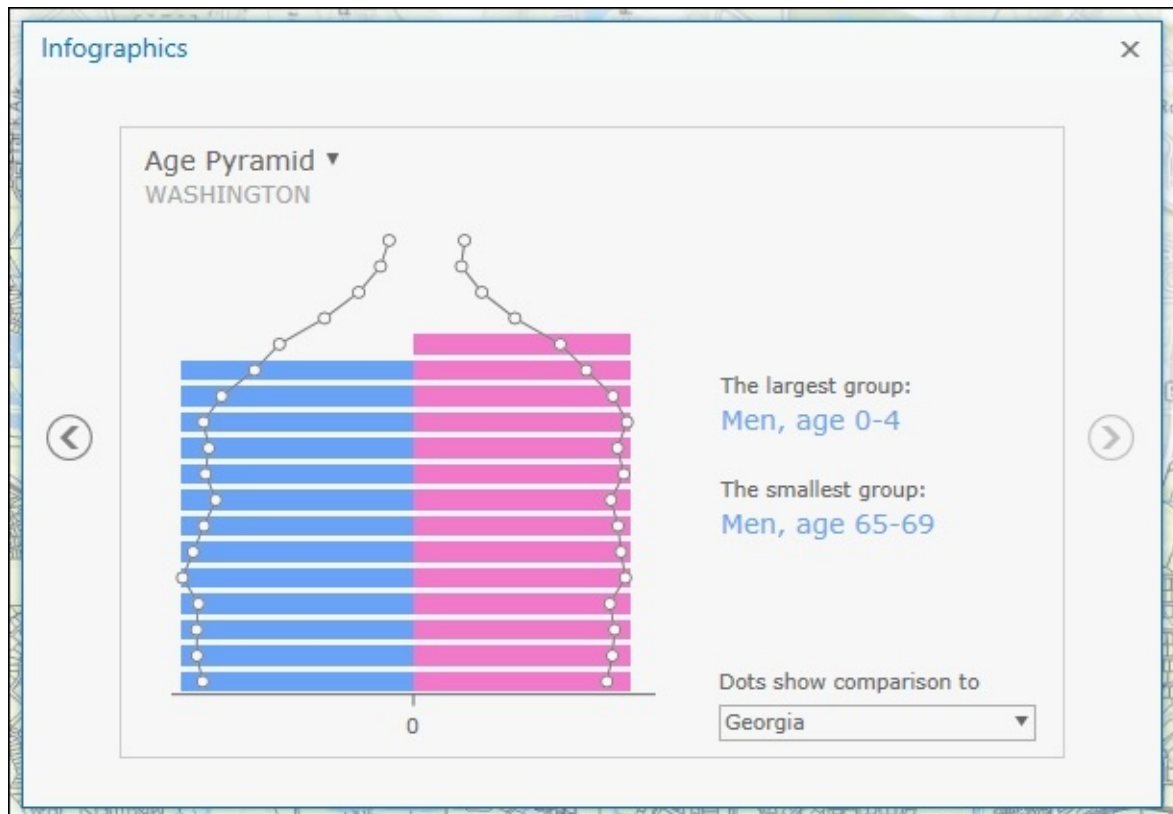 Infographics
Age Pyramid
WASHINGTON
The largest group:
Men, age 0-4
The smallest group:
Men, age 65-69
Dots show comparison to
Georgia
0